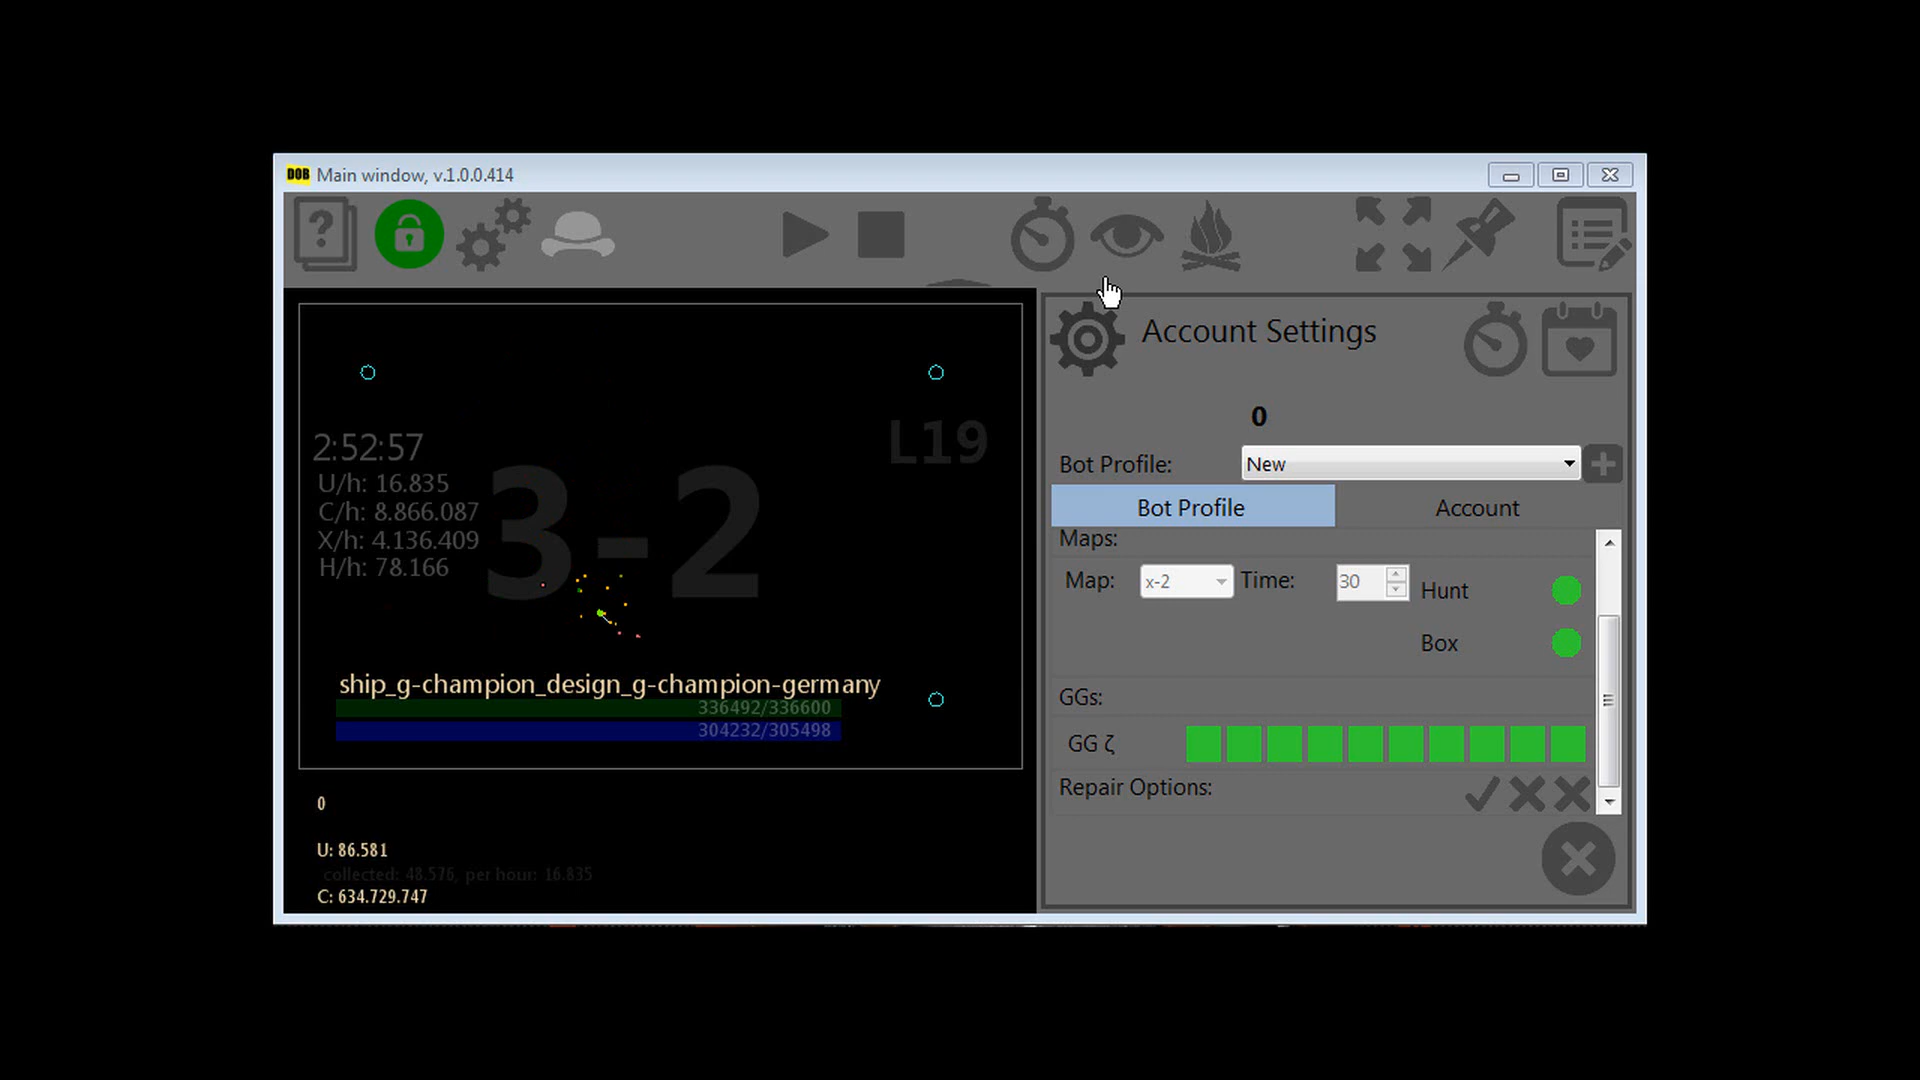 DOB Main window, v.1.0.0.414
?
Account Settings
0
2:52:57
L19
U/h: 16.835
C/h: 8.866.087
X/h: 4.136.409
H/h: 78.166
3-2
Bot Profile: New
Bot Profile Account
Maps:
Map: x-2 Time: 30 Hunt
Box
ship_g-champion_design_g-champion-germany
336492/336600
304232/305498
GGs:
GG ζ
Repair Options:
0
U: 86.581
collected: 48.576, per hour: 16.835
C: 634.729.747